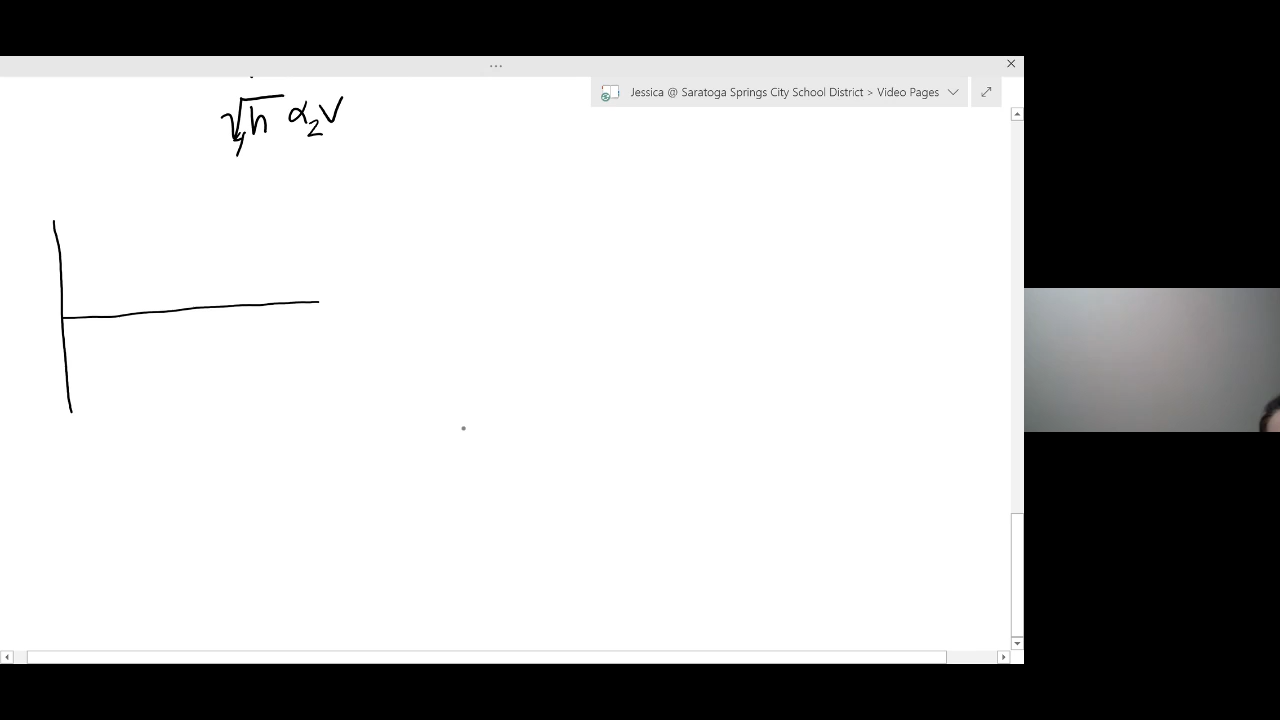 Jessica @ Saratoga Springs City School District > Video Pages
√h α₂V